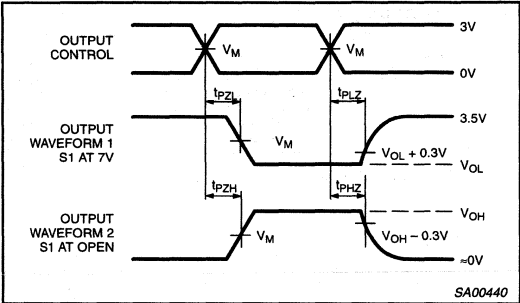 OUTPUT
CONTROL
VM
VM
3V
0V
tPZL
tPLZ
OUTPUT
WAVEFORM 1
S1 AT 7V
VM
3.5V
VOL + 0.3V
VOL
tPZH
tPHZ
OUTPUT
WAVEFORM 2
S1 AT OPEN
VM
VOH
VOH − 0.3V
≈0V
SA00440